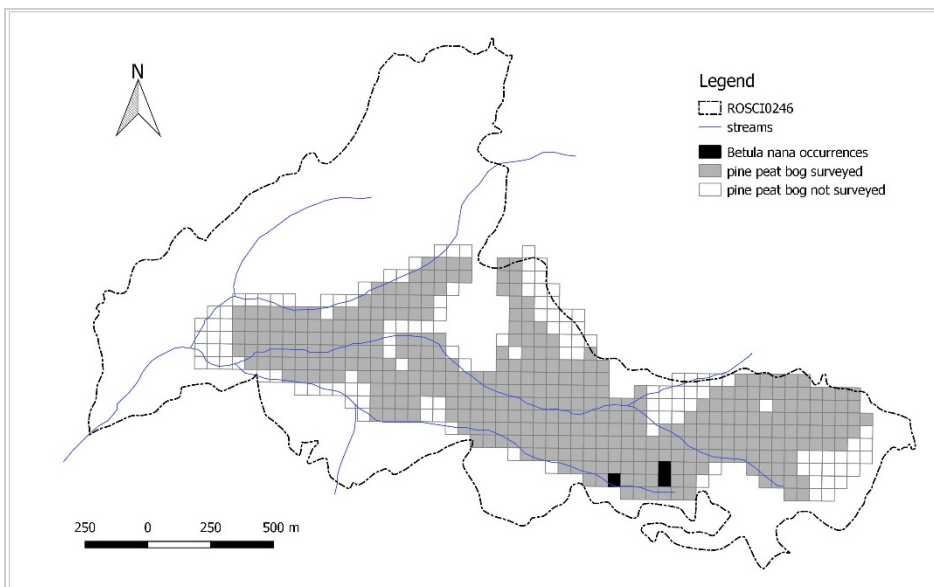 N
Legend
ROSCI0246
streams
Betula nana occurrences
pine peat bog surveyed
pine peat bog not surveyed
250 0 250 500 m